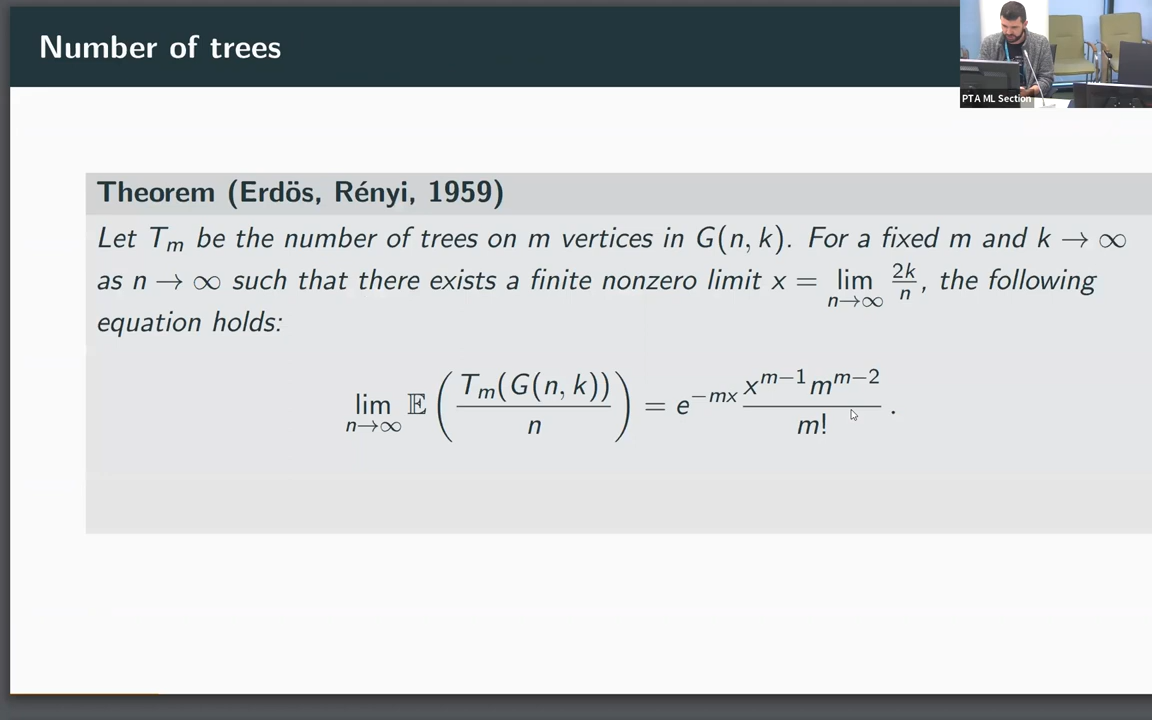 Number of trees
PTA ML Section
Theorem (Erdös, Rényi, 1959)
Let Tₘ be the number of trees on m vertices in G(n, k). For a fixed m and k → ∞
as n → ∞ such that there exists a finite nonzero limit x = lim_{n→∞} 2k/n, the following
equation holds:
lim_{n→∞} 𝔼 ( Tₘ(G(n, k)) / n ) = e^{−mx} x^{m−1} m^{m−2} / m! .